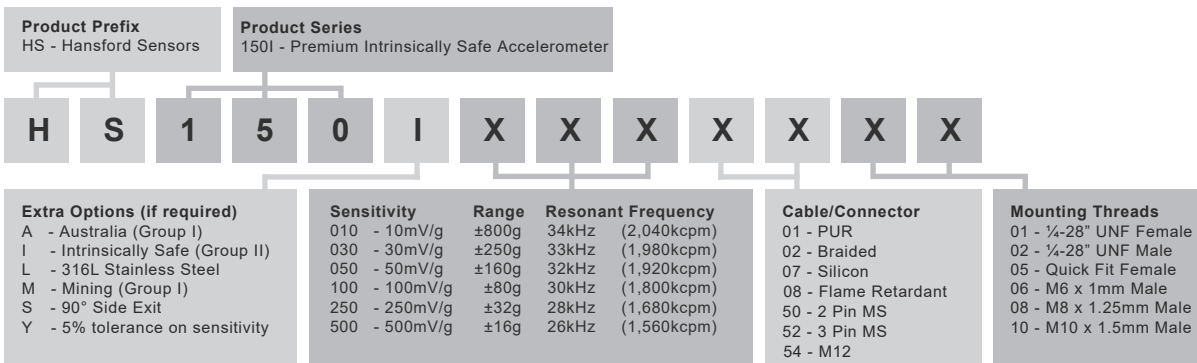 Product Prefix
HS - Hansford Sensors
Product Series
150I - Premium Intrinsically Safe Accelerometer
H S 1 5 0 I X X X X X X X
Extra Options (if required)
A - Australia (Group I)
I - Intrinsically Safe (Group II)
L - 316L Stainless Steel
M - Mining (Group I)
S - 90° Side Exit
Y - 5% tolerance on sensitivity
Sensitivity Range Resonant Frequency
010 - 10mV/g ±800g 34kHz (2,040kcpm)
030 - 30mV/g ±250g 33kHz (1,980kcpm)
050 - 50mV/g ±160g 32kHz (1,920kcpm)
100 - 100mV/g ±80g 30kHz (1,800kcpm)
250 - 250mV/g ±32g 28kHz (1,680kcpm)
500 - 500mV/g ±16g 26kHz (1,560kcpm)
Cable/Connector
01 - PUR
02 - Braided
07 - Silicon
08 - Flame Retardant
50 - 2 Pin MS
52 - 3 Pin MS
54 - M12
Mounting Threads
01 - ¼-28” UNF Female
02 - ¼-28” UNF Male
05 - Quick Fit Female
06 - M6 x 1mm Male
08 - M8 x 1.25mm Male
10 - M10 x 1.5mm Male